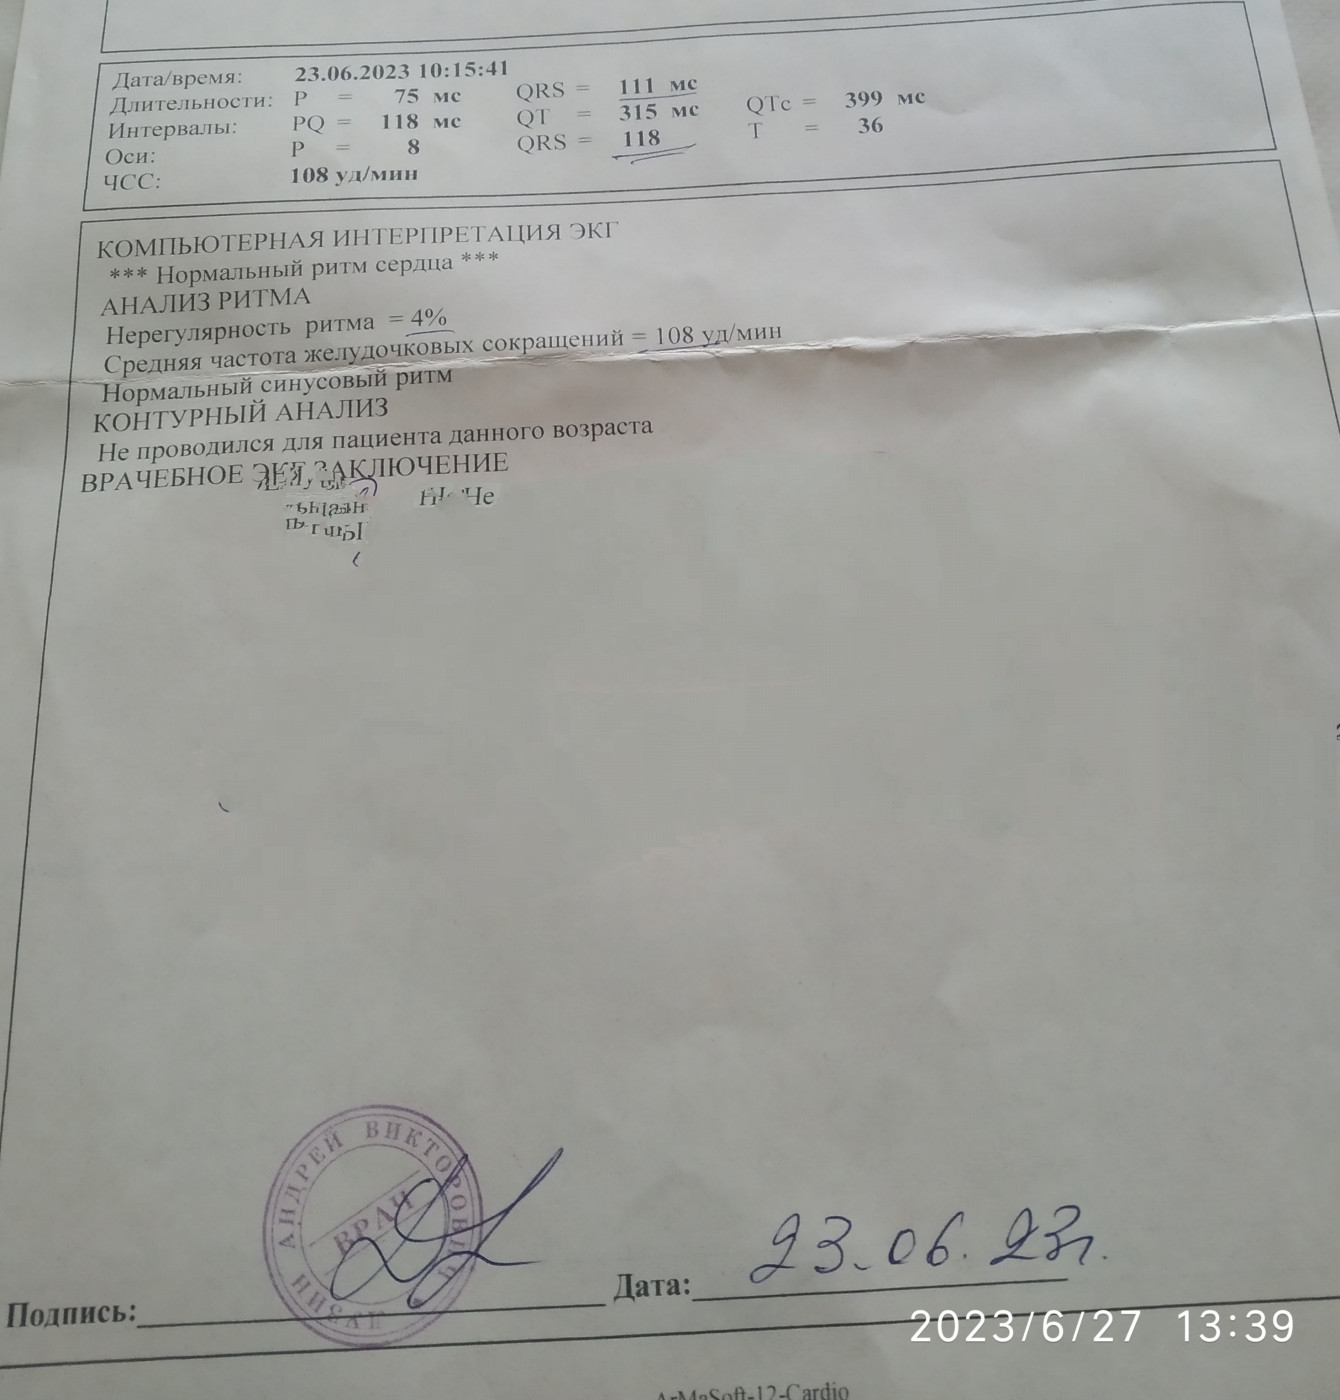 Дата/время: 23.06.2023 10:15:41
Длительности: P = 75 мс QRS = 111 мс
Интервалы: PQ = 118 мс QT = 315 мс QTc = 399 мс
Оси: P = 8 QRS = 118 T = 36
ЧСС: 108 уд/мин
КОМПЬЮТЕРНАЯ ИНТЕРПРЕТАЦИЯ ЭКГ
*** Нормальный ритм сердца ***
АНАЛИЗ РИТМА
Нерегулярность ритма = 4%
Средняя частота желудочковых сокращений = 108 уд/мин
Нормальный синусовый ритм
КОНТУРНЫЙ АНАЛИЗ
Не проводился для пациента данного возраста
ВРАЧЕБНОЕ ЭКГ ЗАКЛЮЧЕНИЕ
АНДРЕЙ ВИКТОРОВИЧ
ВРАЧ
Подпись: Дата: 23.06.23г.
2023/6/27 13:39
ArMaSoft-12-Cardio